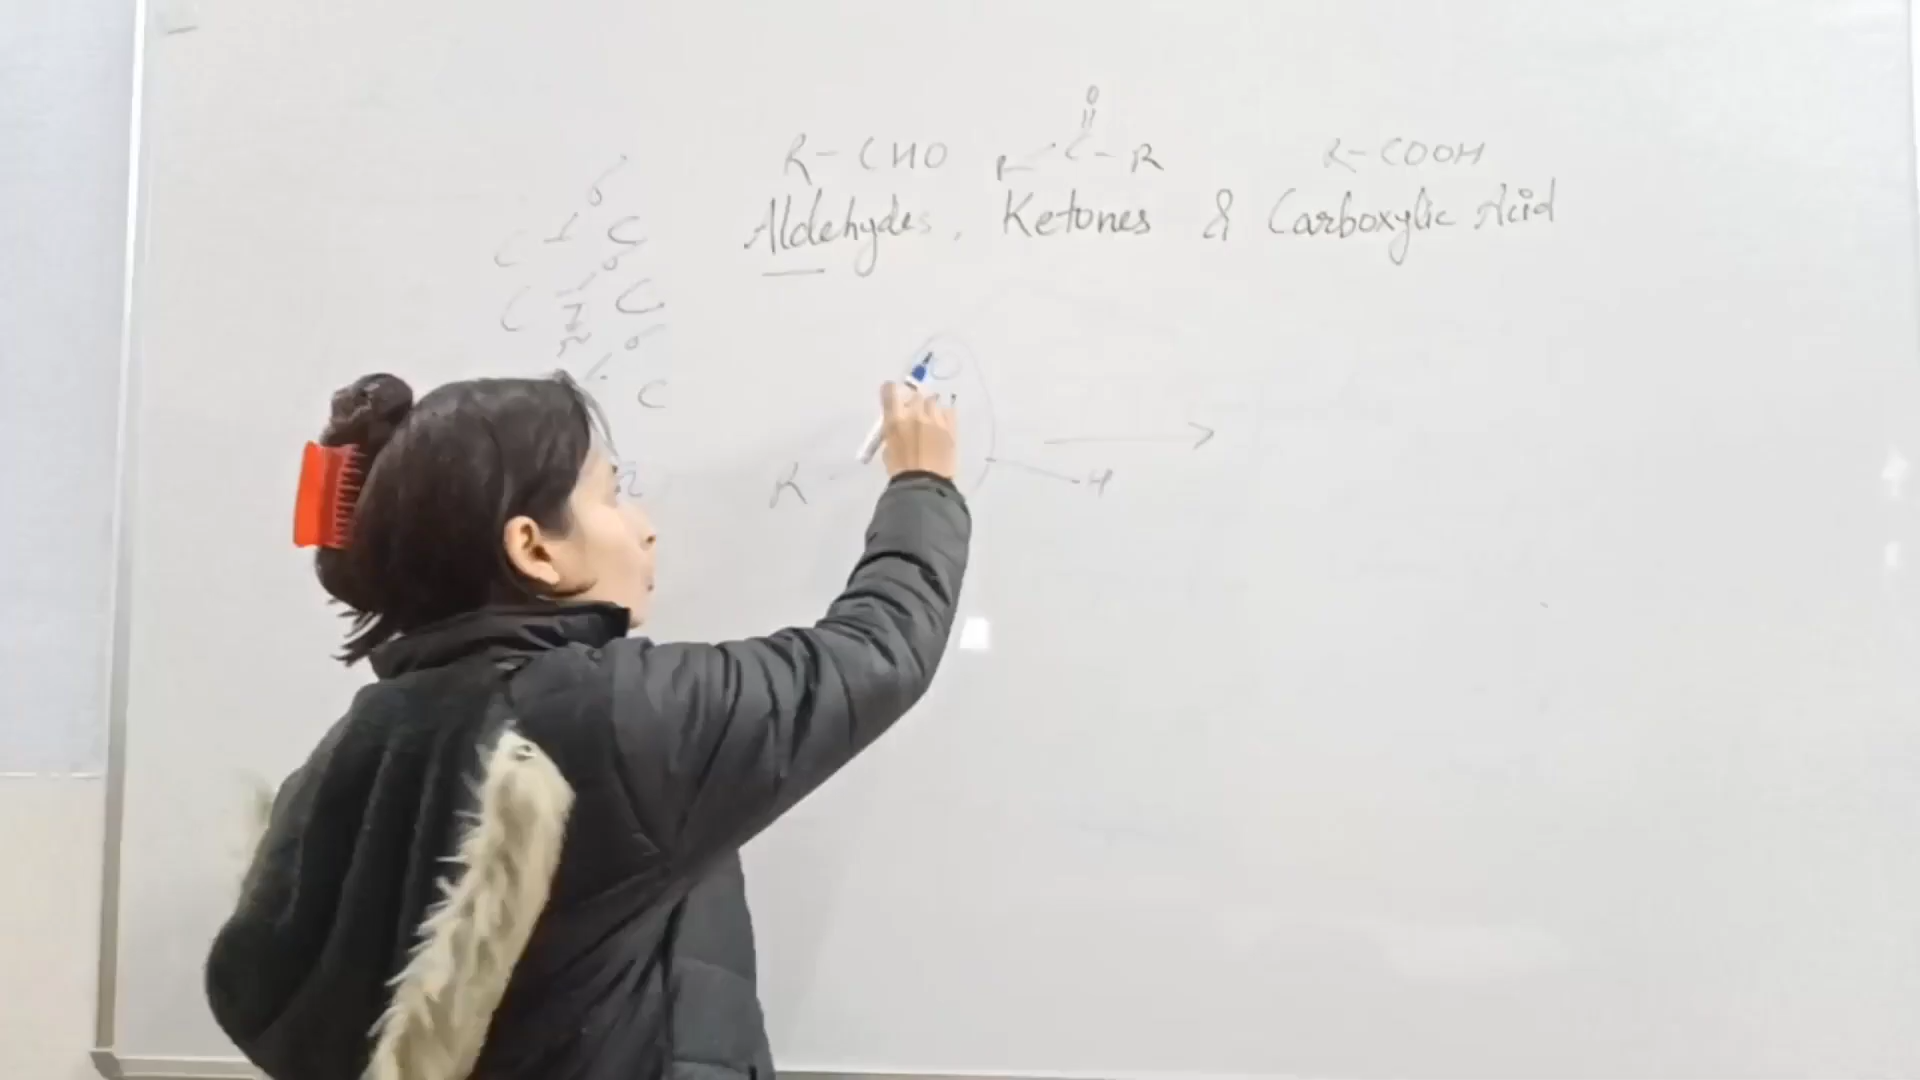 O
R-CHO R-C-R R-COOH
Aldehydes, Ketones & Carboxylic Acid
σ
C C
σ
C C
π
σ
C
O
R H